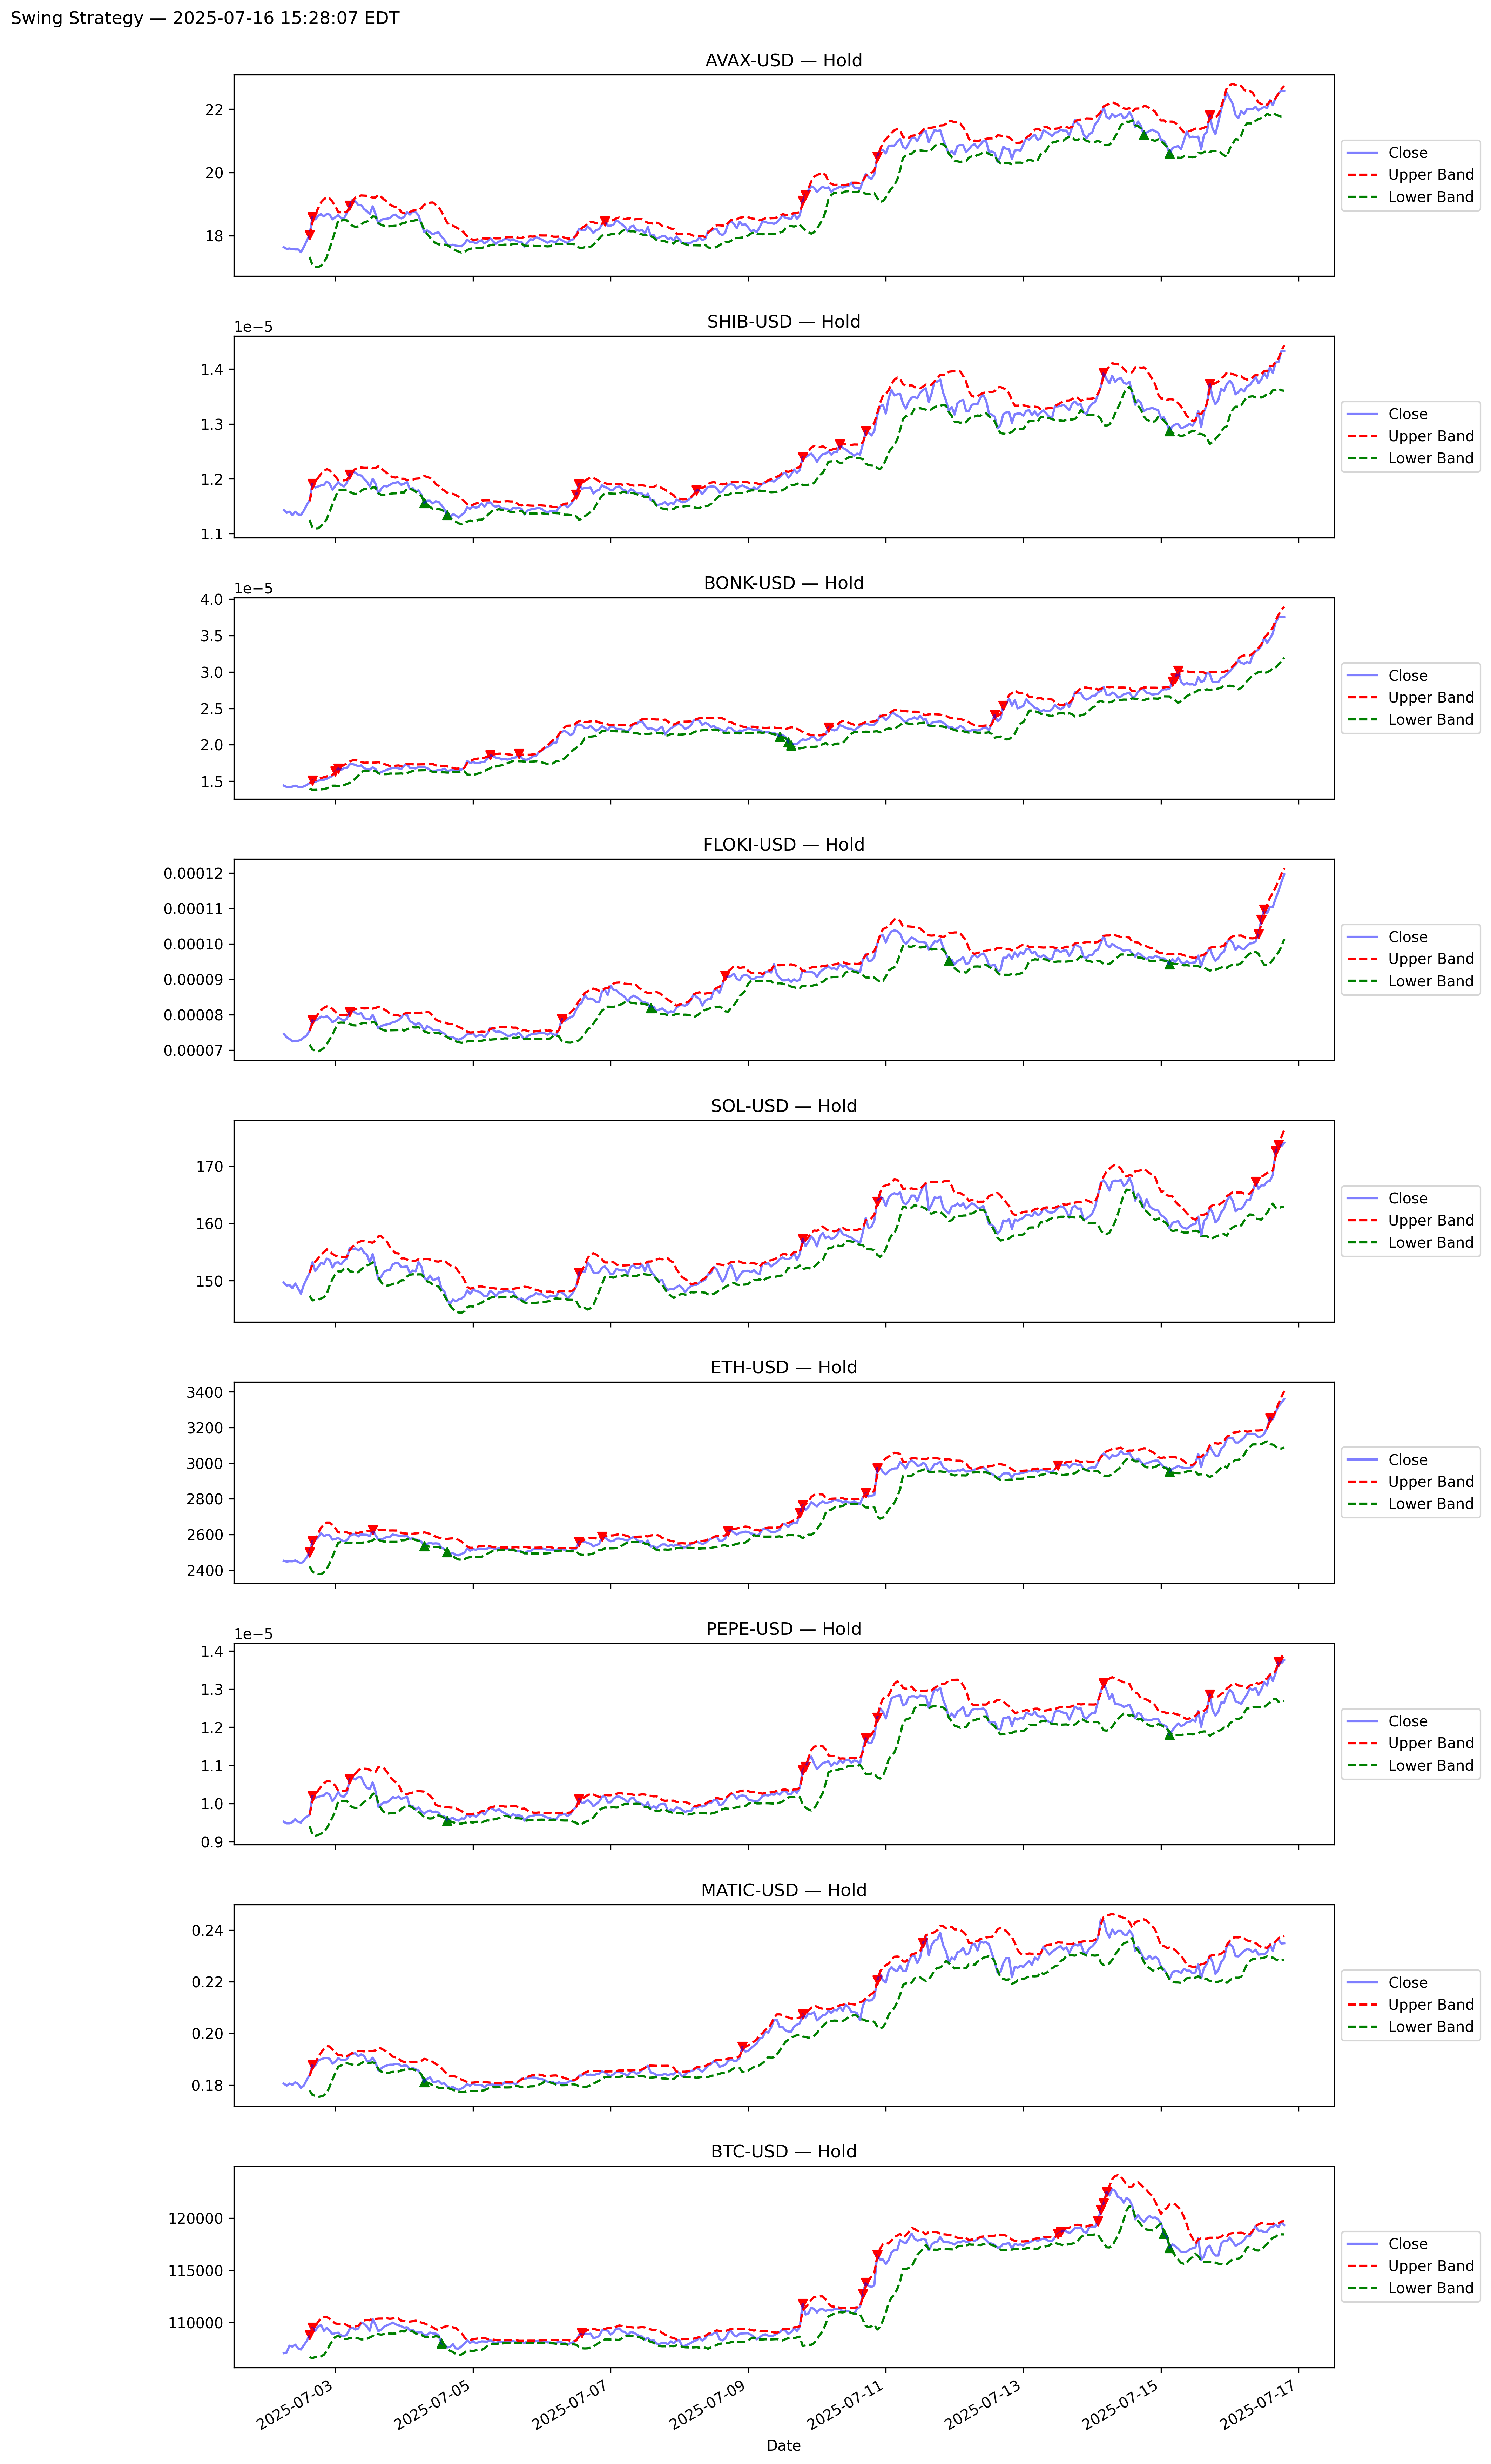 Swing Strategy — 2025-07-16 15:28:07 EDT
AVAX-USD — Hold
22
20
18
Close
Upper Band
Lower Band
SHIB-USD — Hold
1e−5
1.4
1.3
1.2
1.1
Close
Upper Band
Lower Band
BONK-USD — Hold
1e−5
4.0
3.5
3.0
2.5
2.0
1.5
Close
Upper Band
Lower Band
FLOKI-USD — Hold
0.00012
0.00011
0.00010
0.00009
0.00008
0.00007
Close
Upper Band
Lower Band
SOL-USD — Hold
170
160
150
Close
Upper Band
Lower Band
ETH-USD — Hold
3400
3200
3000
2800
2600
2400
Close
Upper Band
Lower Band
PEPE-USD — Hold
1e−5
1.4
1.3
1.2
1.1
1.0
0.9
Close
Upper Band
Lower Band
MATIC-USD — Hold
0.24
0.22
0.20
0.18
Close
Upper Band
Lower Band
BTC-USD — Hold
120000
115000
110000
Close
Upper Band
Lower Band
2025-07-03
2025-07-05
2025-07-07
2025-07-09
2025-07-11
2025-07-13
2025-07-15
2025-07-17
Date